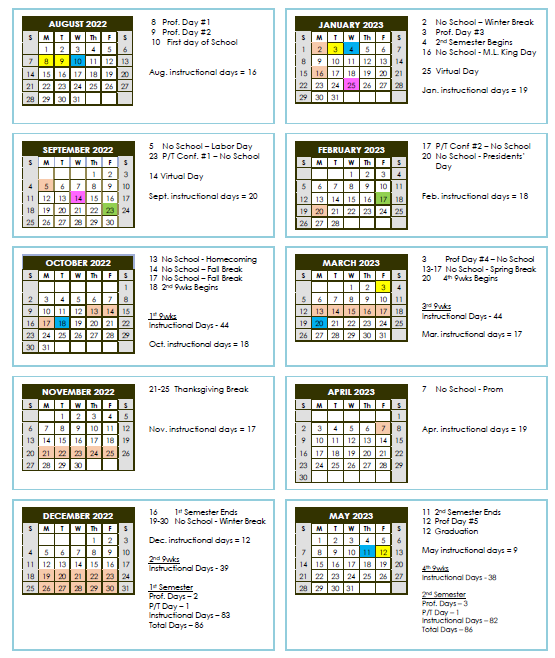 AUGUST 2022
S M T W Th F S
1 2 3 4 5 6
7 8 9 10 11 12 13
14 15 16 17 18 19 20
21 22 23 24 25 26 27
28 29 30 31
8 Prof. Day #1
9 Prof. Day #2
10 First day of School
Aug. instructional days = 16
JANUARY 2023
S M T W Th F S
1 2 3 4 5 6 7
8 9 10 11 12 13 14
15 16 17 18 19 20 21
22 23 24 25 26 27 28
29 30 31
2 No School – Winter Break
3 Prof. Day #3
4 2nd Semester Begins
16 No School - M.L. King Day
25 Virtual Day
Jan. instructional days = 19
SEPTEMBER 2022
S M T W Th F S
1 2 3
4 5 6 7 8 9 10
11 12 13 14 15 16 17
18 19 20 21 22 23 24
25 26 27 28 29 30
5 No School – Labor Day
23 P/T Conf. #1 – No School
14 Virtual Day
Sept. instructional days = 20
FEBRUARY 2023
S M T W Th F S
1 2 3 4
5 6 7 8 9 10 11
12 13 14 15 16 17 18
19 20 21 22 23 24 25
26 27 28
17 P/T Conf #2 – No School
20 No School - Presidents'
Day
Feb. instructional days = 18
OCTOBER 2022
S M T W Th F S
1
2 3 4 5 6 7 8
9 10 11 12 13 14 15
16 17 18 19 20 21 22
23 24 25 26 27 28 29
30 31
13 No School - Homecoming
14 No School – Fall Break
17 No School – Fall Break
18 2nd 9wks Begins
1st 9wks
Instructional Days - 44
Oct. instructional days = 18
MARCH 2023
S M T W Th F S
1 2 3 4
5 6 7 8 9 10 11
12 13 14 15 16 17 18
19 20 21 22 23 24 25
26 27 28 29 30 31
3 Prof Day #4 – No School
13-17 No School - Spring Break
20 4th 9wks Begins
3rd 9wks
Instructional Days - 44
Mar. instructional days = 17
NOVEMBER 2022
S M T W Th F S
1 2 3 4 5
6 7 8 9 10 11 12
13 14 15 16 17 18 19
20 21 22 23 24 25 26
27 28 29 30
21-25 Thanksgiving Break
Nov. instructional days = 17
APRIL 2023
S M T W Th F S
1
2 3 4 5 6 7 8
9 10 11 12 13 14 15
16 17 18 19 20 21 22
23 24 25 26 27 28 29
30
7 No School - Prom
Apr. instructional days = 19
DECEMBER 2022
S M T W Th F S
1 2 3
4 5 6 7 8 9 10
11 12 13 14 15 16 17
18 19 20 21 22 23 24
25 26 27 28 29 30 31
16 1st Semester Ends
19-30 No School - Winter Break
Dec. instructional days = 12
2nd 9wks
Instructional Days - 39
1st Semester
Prof. Days – 2
P/T Day – 1
Instructional Days – 83
Total Days – 86
MAY 2023
S M T W Th F S
1 2 3 4 5 6
7 8 9 10 11 12 13
14 15 16 17 18 19 20
21 22 23 24 25 26 27
28 29 30 31
11 2nd Semester Ends
12 Prof Day #5
12 Graduation
May instructional days = 9
4th 9wks
Instructional Days - 38
2nd Semester
Prof. Days – 3
P/T Day – 1
Instructional Days – 82
Total Days – 86